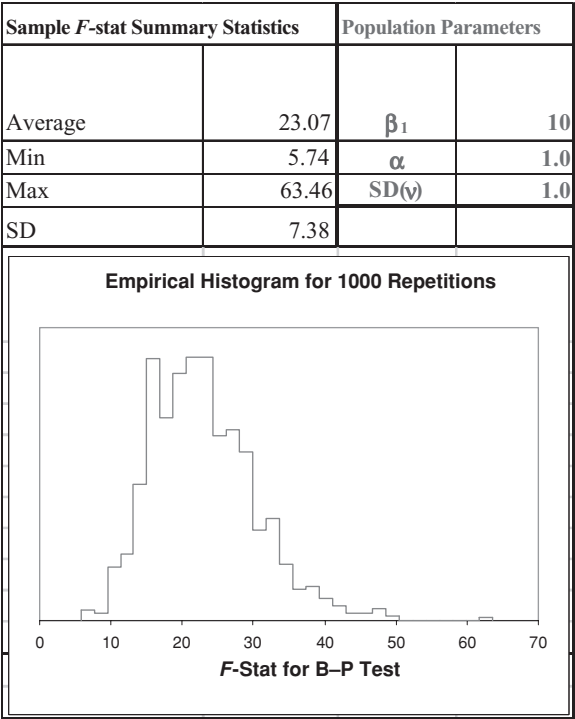 Sample F-stat Summary Statistics Population Parameters
Average 23.07 β1 10
Min 5.74 α 1.0
Max 63.46 SD(ν) 1.0
SD 7.38
Empirical Histogram for 1000 Repetitions
0 10 20 30 40 50 60 70
F-Stat for B–P Test